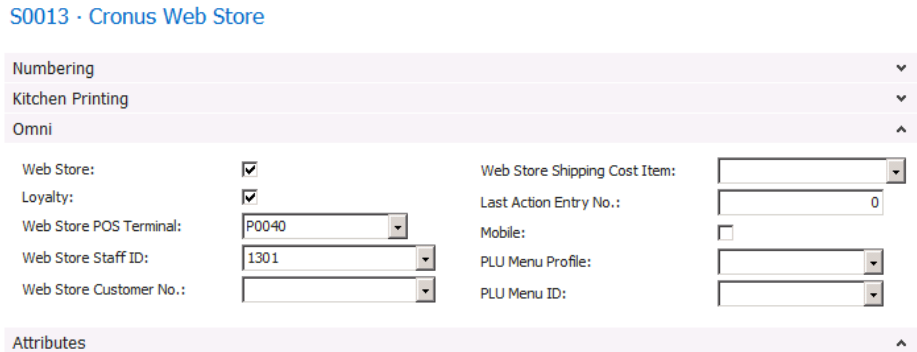 S0013 · Cronus Web Store
Numbering
Kitchen Printing
Omni
Web Store:
Loyalty:
Web Store POS Terminal: P0040
Web Store Staff ID: 1301
Web Store Customer No.:
Web Store Shipping Cost Item:
Last Action Entry No.: 0
Mobile:
PLU Menu Profile:
PLU Menu ID:
Attributes